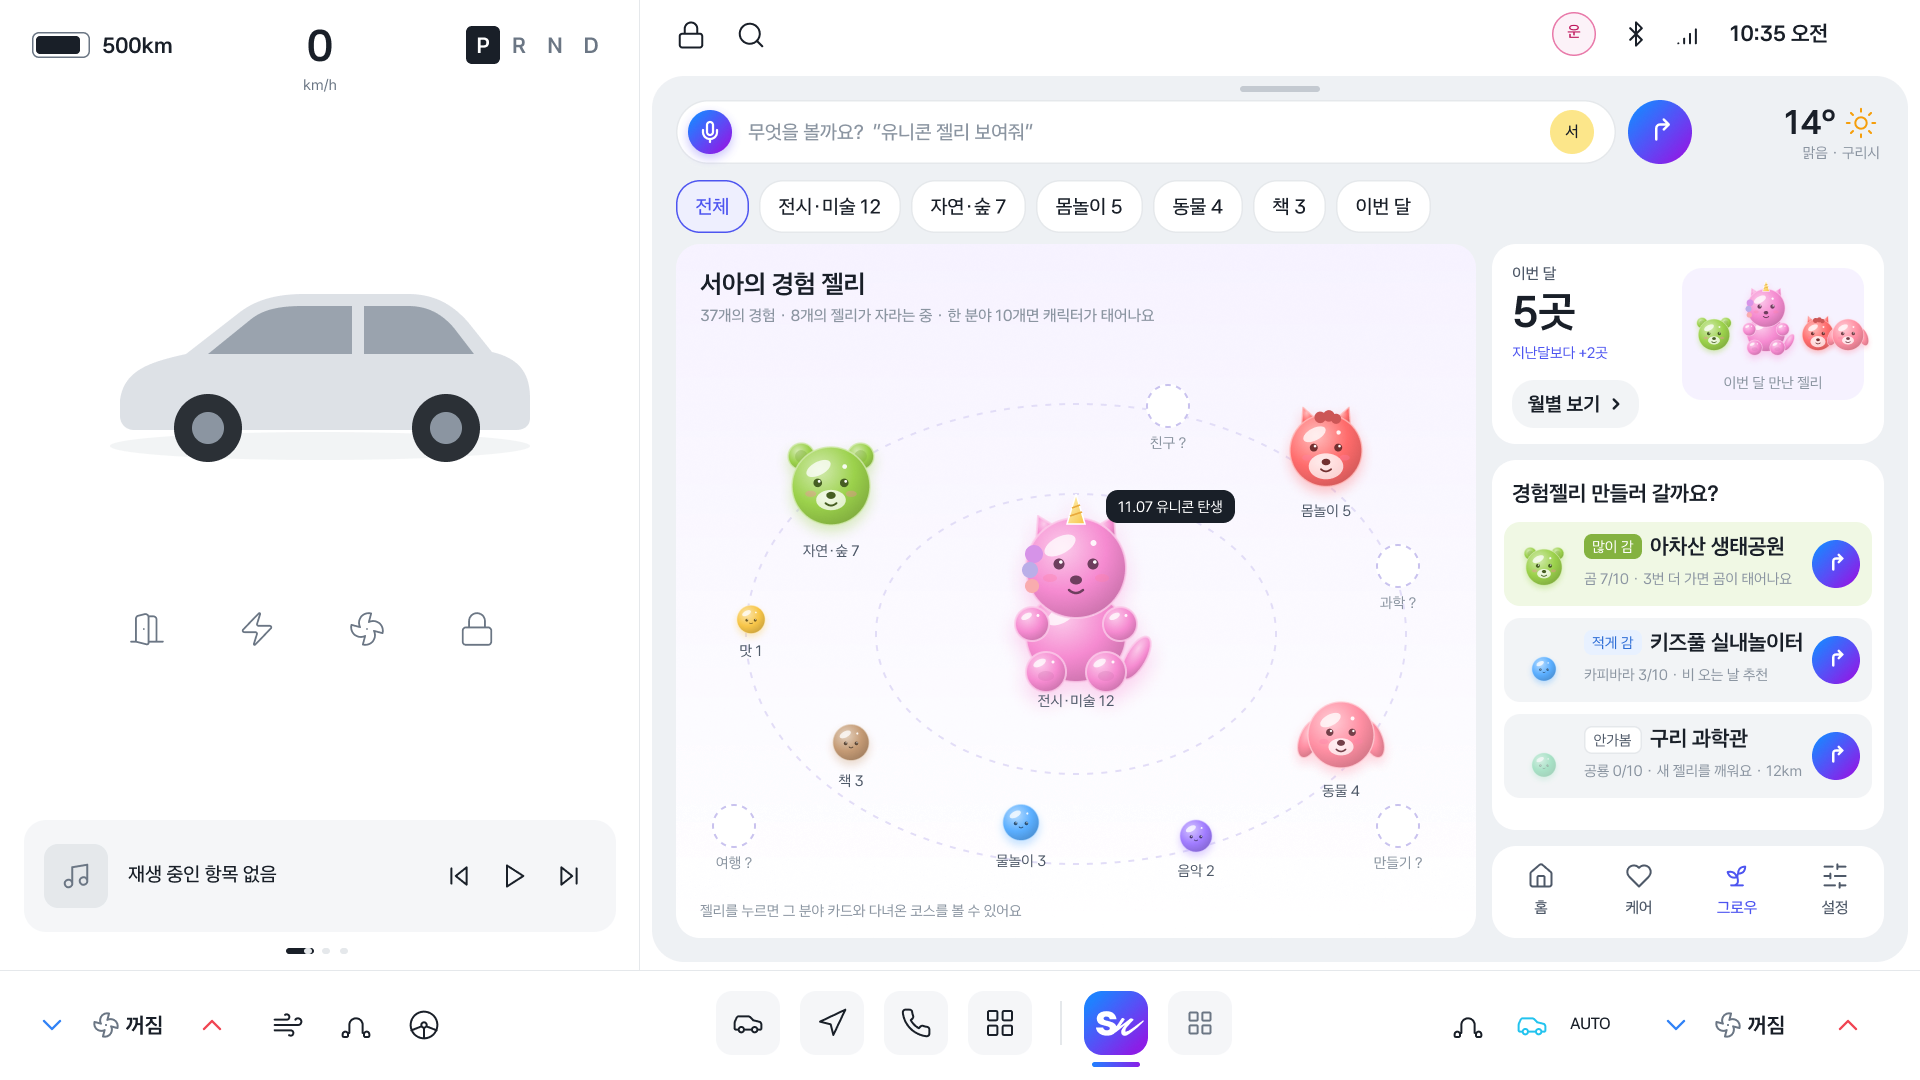 500km
0
km/h
P R N D
운
10:35 오전
무엇을 볼까요? "유니콘 젤리 보여줘"
서
14°
맑음 · 구리시
전체
전시·미술 12
자연·숲 7
몸놀이 5
동물 4
책 3
이번 달
서아의 경험 젤리
37개의 경험 · 8개의 젤리가 자라는 중 · 한 분야 10개면 캐릭터가 태어나요
친구 ?
11.07 유니콘 탄생
몸놀이 5
자연·숲 7
과학 ?
맛 1
전시·미술 12
책 3
동물 4
여행 ?
물놀이 3
음악 2
만들기 ?
젤리를 누르면 그 분야 카드와 다녀온 코스를 볼 수 있어요
이번 달
5곳
지난달보다 +2곳
월별 보기
이번 달 만난 젤리
경험젤리 만들러 갈까요?
많이 감 아차산 생태공원
곰 7/10 · 3번 더 가면 곰이 태어나요
적게 감 키즈풀 실내놀이터
카피바라 3/10 · 비 오는 날 추천
안가봄 구리 과학관
공룡 0/10 · 새 젤리를 깨워요 · 12km
홈
케어
그로우
설정
재생 중인 항목 없음
꺼짐
Su
AUTO
꺼짐